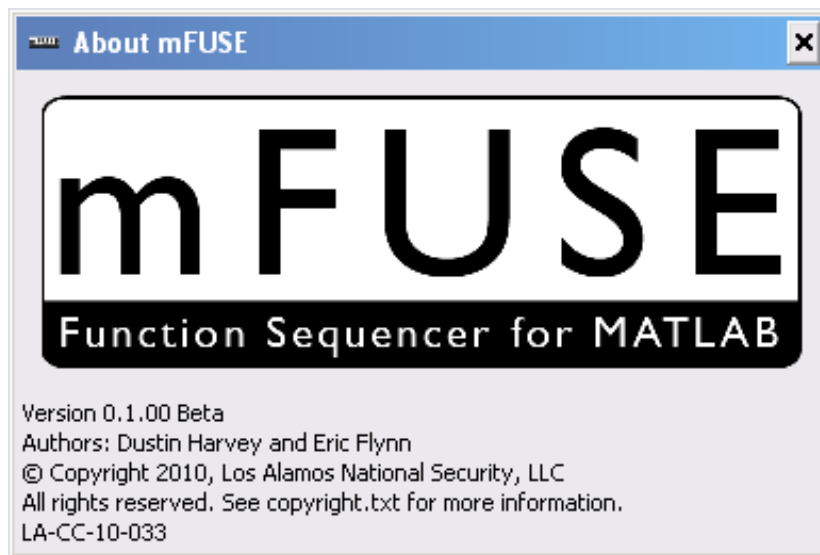 About mFUSE
mFUSE
Function Sequencer for MATLAB
Version 0.1.00 Beta
Authors: Dustin Harvey and Eric Flynn
© Copyright 2010, Los Alamos National Security, LLC
All rights reserved. See copyright.txt for more information.
LA-CC-10-033